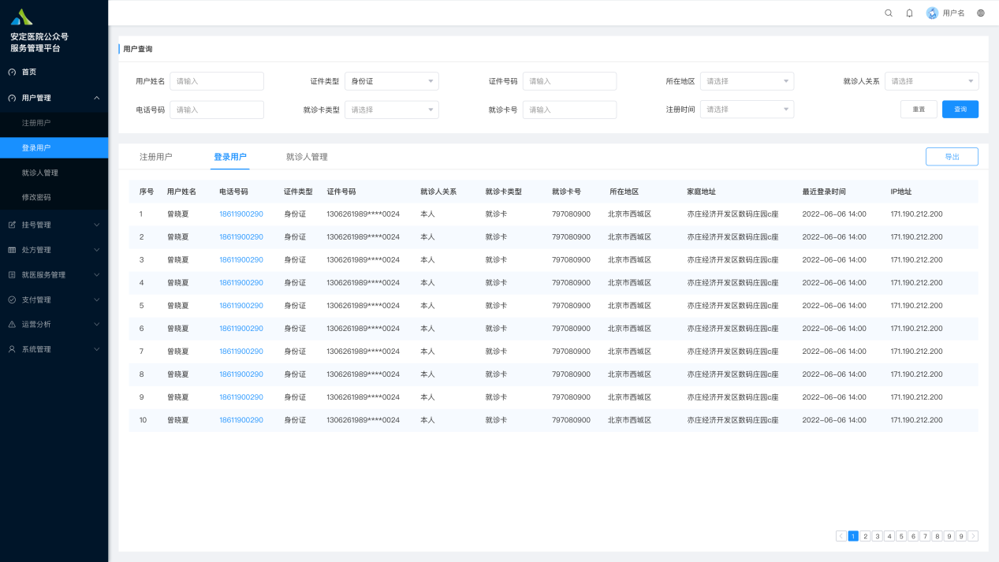 安定医院公众号
服务管理平台
首页
用户管理
注册用户
登录用户
就诊人管理
修改密码
挂号管理
处方管理
就医服务管理
支付管理
运营分析
系统管理
用户名
用户查询
用户姓名 请输入 证件类型 身份证 证件号码 请输入 所在地区 请选择 就诊人关系 请选择
电话号码 请输入 就诊卡类型 请选择 就诊卡号 请输入 注册时间 请选择 重置 查询
注册用户 登录用户 就诊人管理 导出
序号 用户姓名 电话号码 证件类型 证件号码 就诊人关系 就诊卡类型 就诊卡号 所在地区 家庭地址 最近登录时间 IP地址
1 曾晓夏 18611900290 身份证 1306261989****0024 本人 就诊卡 797080900 北京市西城区 亦庄经济开发区数码庄园c座 2022-06-06 14:00 171.190.212.200
2 曾晓夏 18611900290 身份证 1306261989****0024 本人 就诊卡 797080900 北京市西城区 亦庄经济开发区数码庄园c座 2022-06-06 14:00 171.190.212.200
3 曾晓夏 18611900290 身份证 1306261989****0024 本人 就诊卡 797080900 北京市西城区 亦庄经济开发区数码庄园c座 2022-06-06 14:00 171.190.212.200
4 曾晓夏 18611900290 身份证 1306261989****0024 本人 就诊卡 797080900 北京市西城区 亦庄经济开发区数码庄园c座 2022-06-06 14:00 171.190.212.200
5 曾晓夏 18611900290 身份证 1306261989****0024 本人 就诊卡 797080900 北京市西城区 亦庄经济开发区数码庄园c座 2022-06-06 14:00 171.190.212.200
6 曾晓夏 18611900290 身份证 1306261989****0024 本人 就诊卡 797080900 北京市西城区 亦庄经济开发区数码庄园c座 2022-06-06 14:00 171.190.212.200
7 曾晓夏 18611900290 身份证 1306261989****0024 本人 就诊卡 797080900 北京市西城区 亦庄经济开发区数码庄园c座 2022-06-06 14:00 171.190.212.200
8 曾晓夏 18611900290 身份证 1306261989****0024 本人 就诊卡 797080900 北京市西城区 亦庄经济开发区数码庄园c座 2022-06-06 14:00 171.190.212.200
9 曾晓夏 18611900290 身份证 1306261989****0024 本人 就诊卡 797080900 北京市西城区 亦庄经济开发区数码庄园c座 2022-06-06 14:00 171.190.212.200
10 曾晓夏 18611900290 身份证 1306261989****0024 本人 就诊卡 797080900 北京市西城区 亦庄经济开发区数码庄园c座 2022-06-06 14:00 171.190.212.200
1 2 3 4 5 6 7 8 9 9